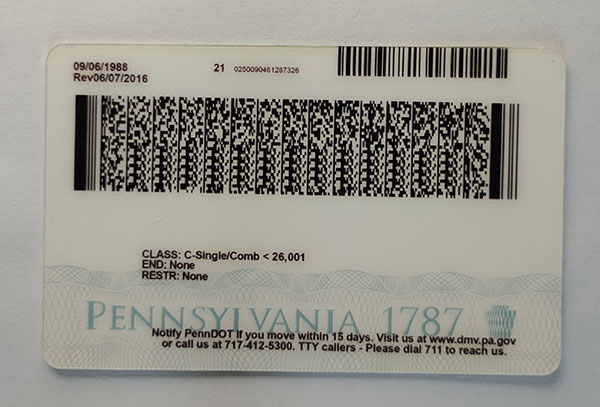 09/06/1988
21 0250090461287326
Rev06/07/2016
CLASS: C-Single/Comb < 26,001
END: None
RESTR: None
PENNSYLVANIA 1787
Notify PennDOT if you move within 15 days. Visit us at www.dmv.pa.gov
or call us at 717-412-5300. TTY callers - Please dial 711 to reach us.